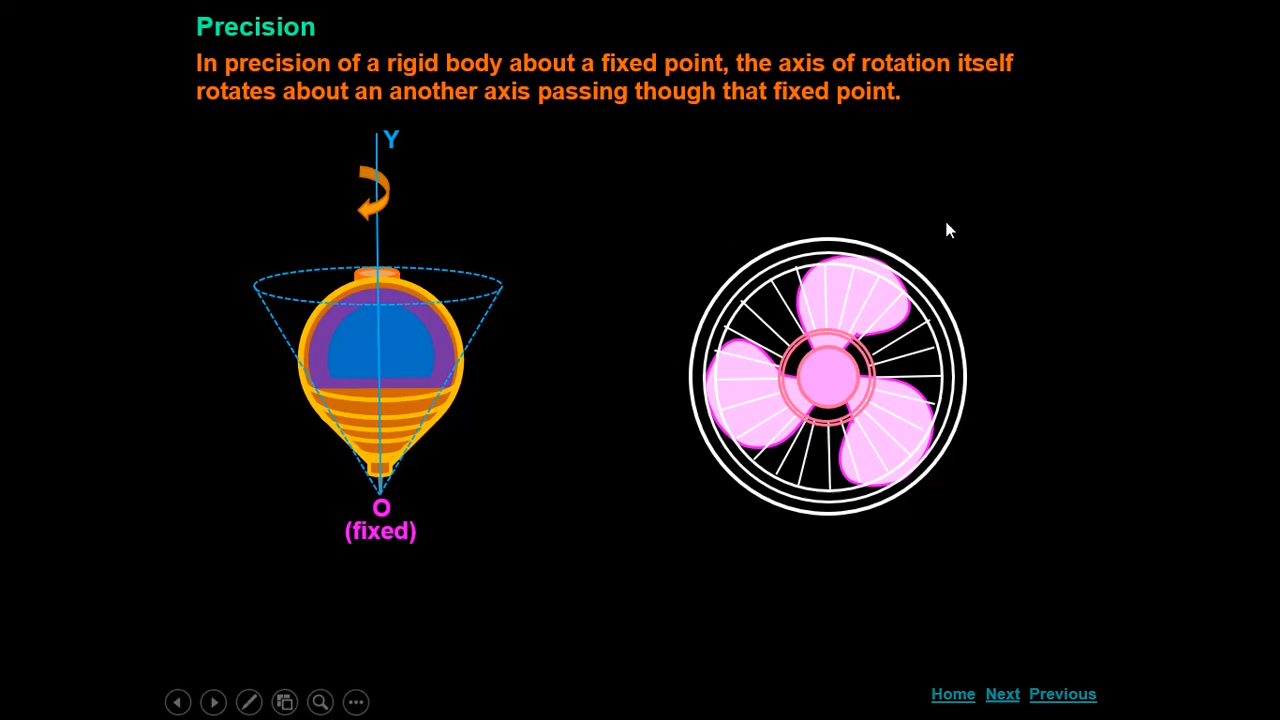 Precision
In precision of a rigid body about a fixed point, the axis of rotation itself
rotates about an another axis passing though that fixed point.
Y
O
(fixed)
Home Next Previous